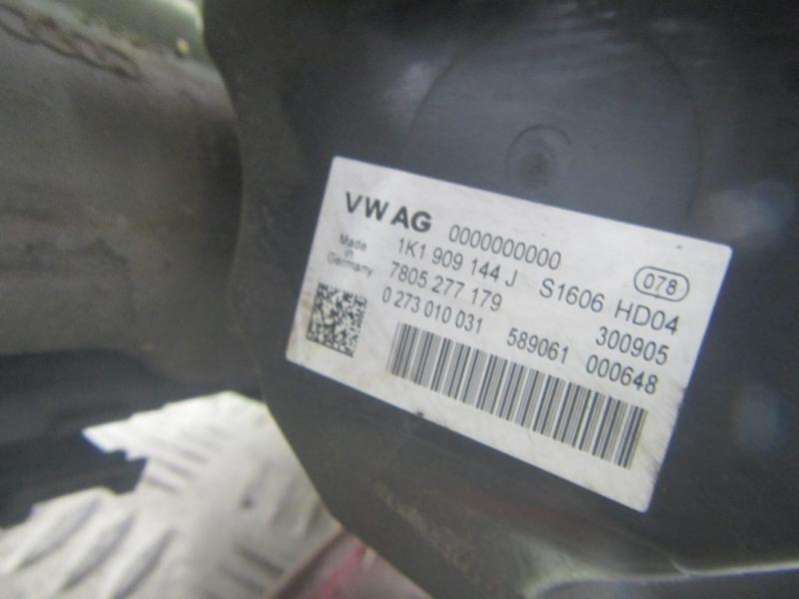 VW AG 0000000000
Made in Germany
1K1 909 144 J S1606 HD04 078
7805 277 179 300905
0 273 010 031 589061 000648